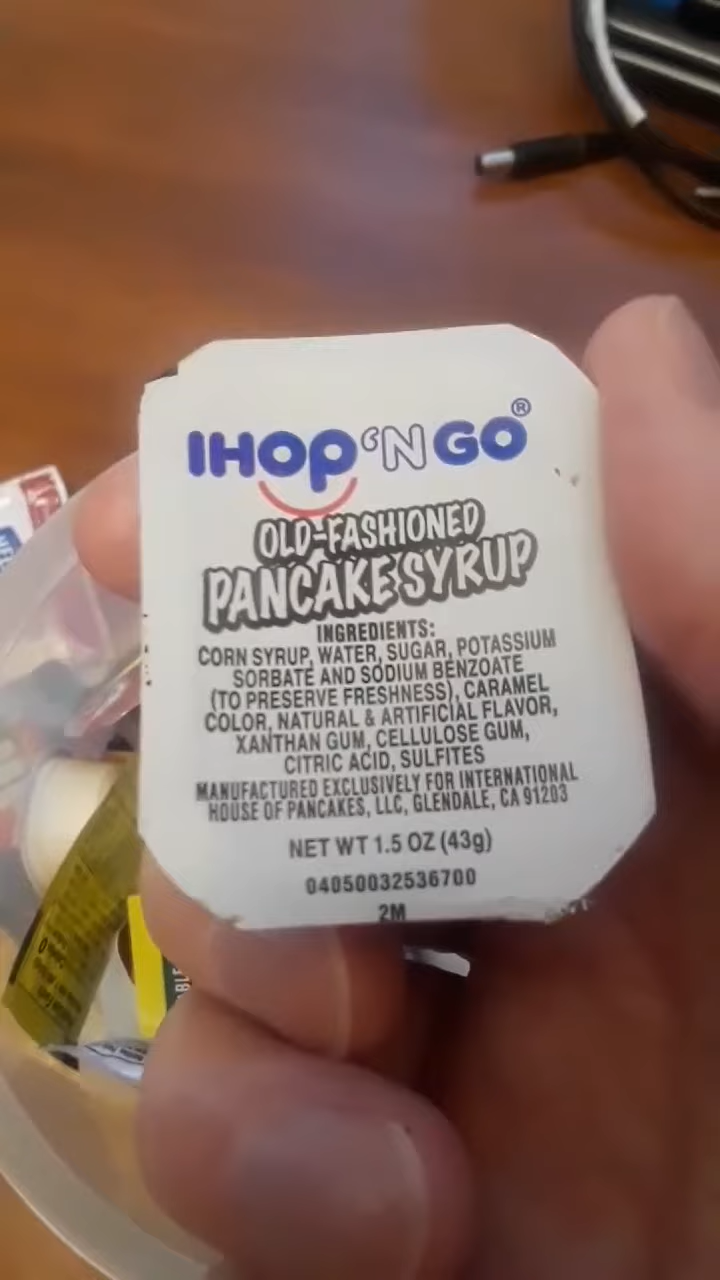 IHOP 'N GO®
OLD-FASHIONED
PANCAKE SYRUP
INGREDIENTS:
CORN SYRUP, WATER, SUGAR, POTASSIUM
SORBATE AND SODIUM BENZOATE
(TO PRESERVE FRESHNESS), CARAMEL
COLOR, NATURAL & ARTIFICIAL FLAVOR,
XANTHAN GUM, CELLULOSE GUM,
CITRIC ACID, SULFITES
MANUFACTURED EXCLUSIVELY FOR INTERNATIONAL
HOUSE OF PANCAKES, LLC, GLENDALE, CA 91203
NET WT 1.5 OZ (43g)
04050032536700
2M